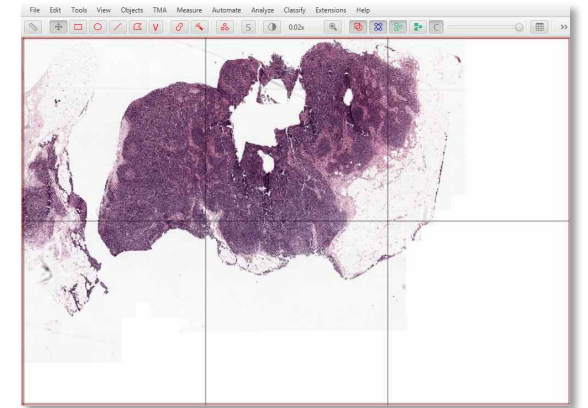 File Edit Tools View Objects TMA Measure Automate Analyze Classify Extensions Help
V S 0.02x C >>